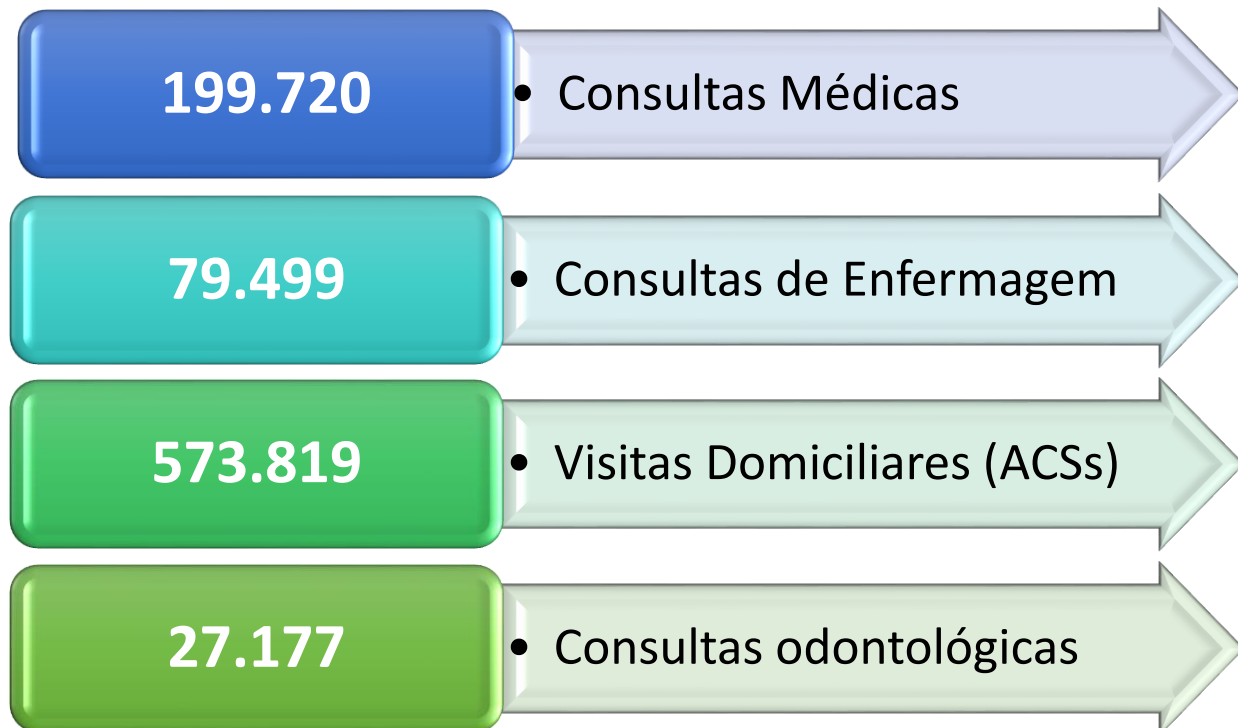 199.720
• Consultas Médicas
79.499
• Consultas de Enfermagem
573.819
• Visitas Domiciliares (ACSs)
27.177
• Consultas odontológicas